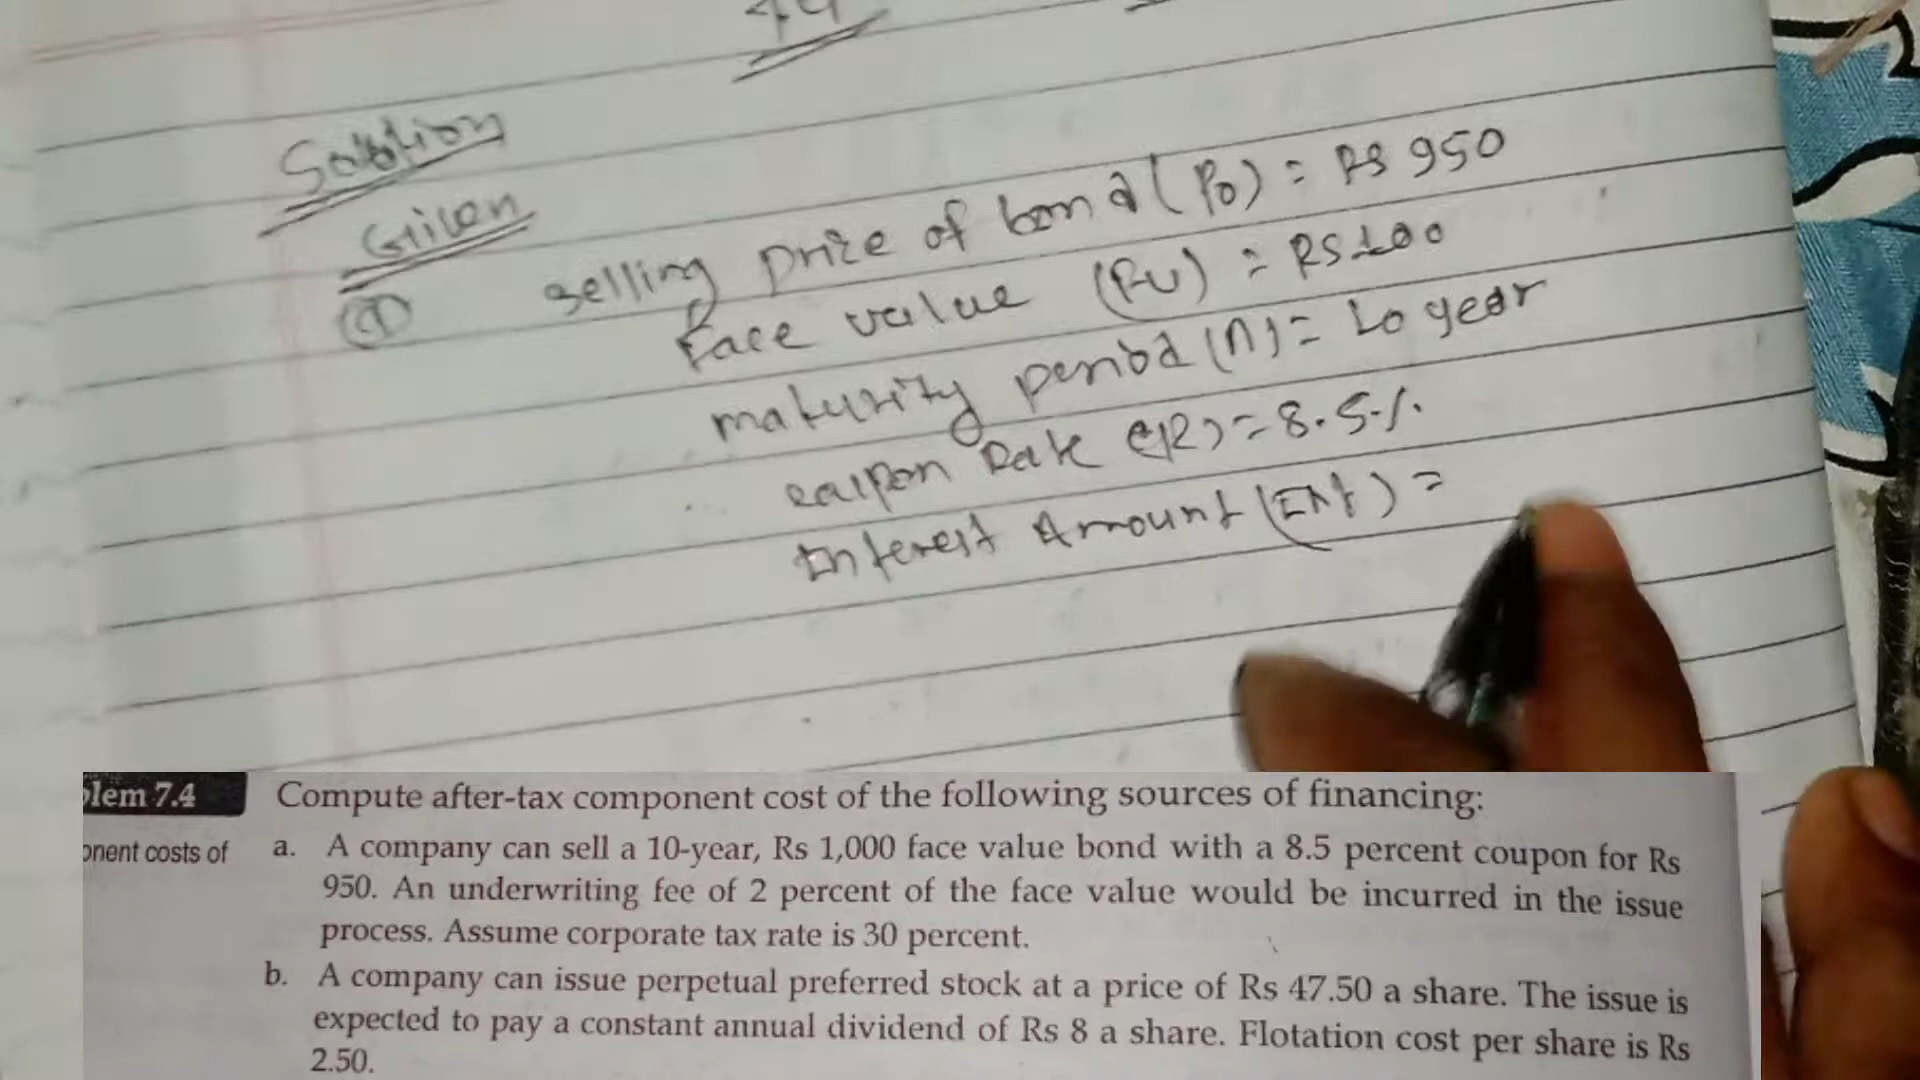 74
Solution
Given
(a) selling price of bond (P0) = Rs 950
Face value (FV) = RS 100
maturity period (n) = 10 year
Rate (R) = 8.5%
Interest Amount (Int) =
lem 7.4
Compute after-tax component cost of the following sources of financing:
onent costs of
a. A company can sell a 10-year, Rs 1,000 face value bond with a 8.5 percent coupon for Rs
950. An underwriting fee of 2 percent of the face value would be incurred in the issue
process. Assume corporate tax rate is 30 percent.
b. A company can issue perpetual preferred stock at a price of Rs 47.50 a share. The issue is
expected to pay a constant annual dividend of Rs 8 a share. Flotation cost per share is Rs
2.50.